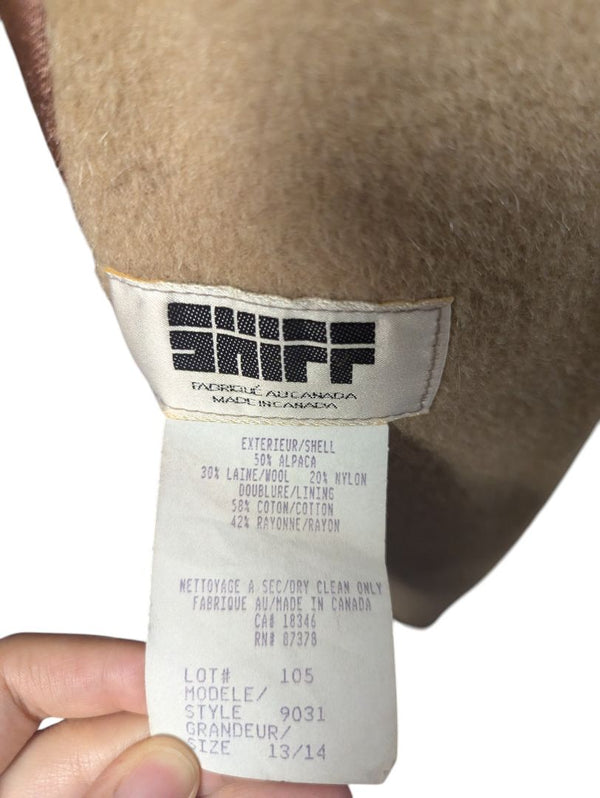 SHIFF
FABRIQUÉ AU CANADA
MADE IN CANADA
EXTERIEUR/SHELL
50% ALPACA
30% LAINE/WOOL 20% NYLON
DOUBLURE/LINING
58% COTON/COTTON
42% RAYONNE/RAYON
NETTOYAGE A SEC/DRY CLEAN ONLY
FABRIQUE AU/MADE IN CANADA
CA# 18346
RN# 07378
LOT# 105
MODELE/
STYLE 9031
GRANDEUR/
SIZE 13/14